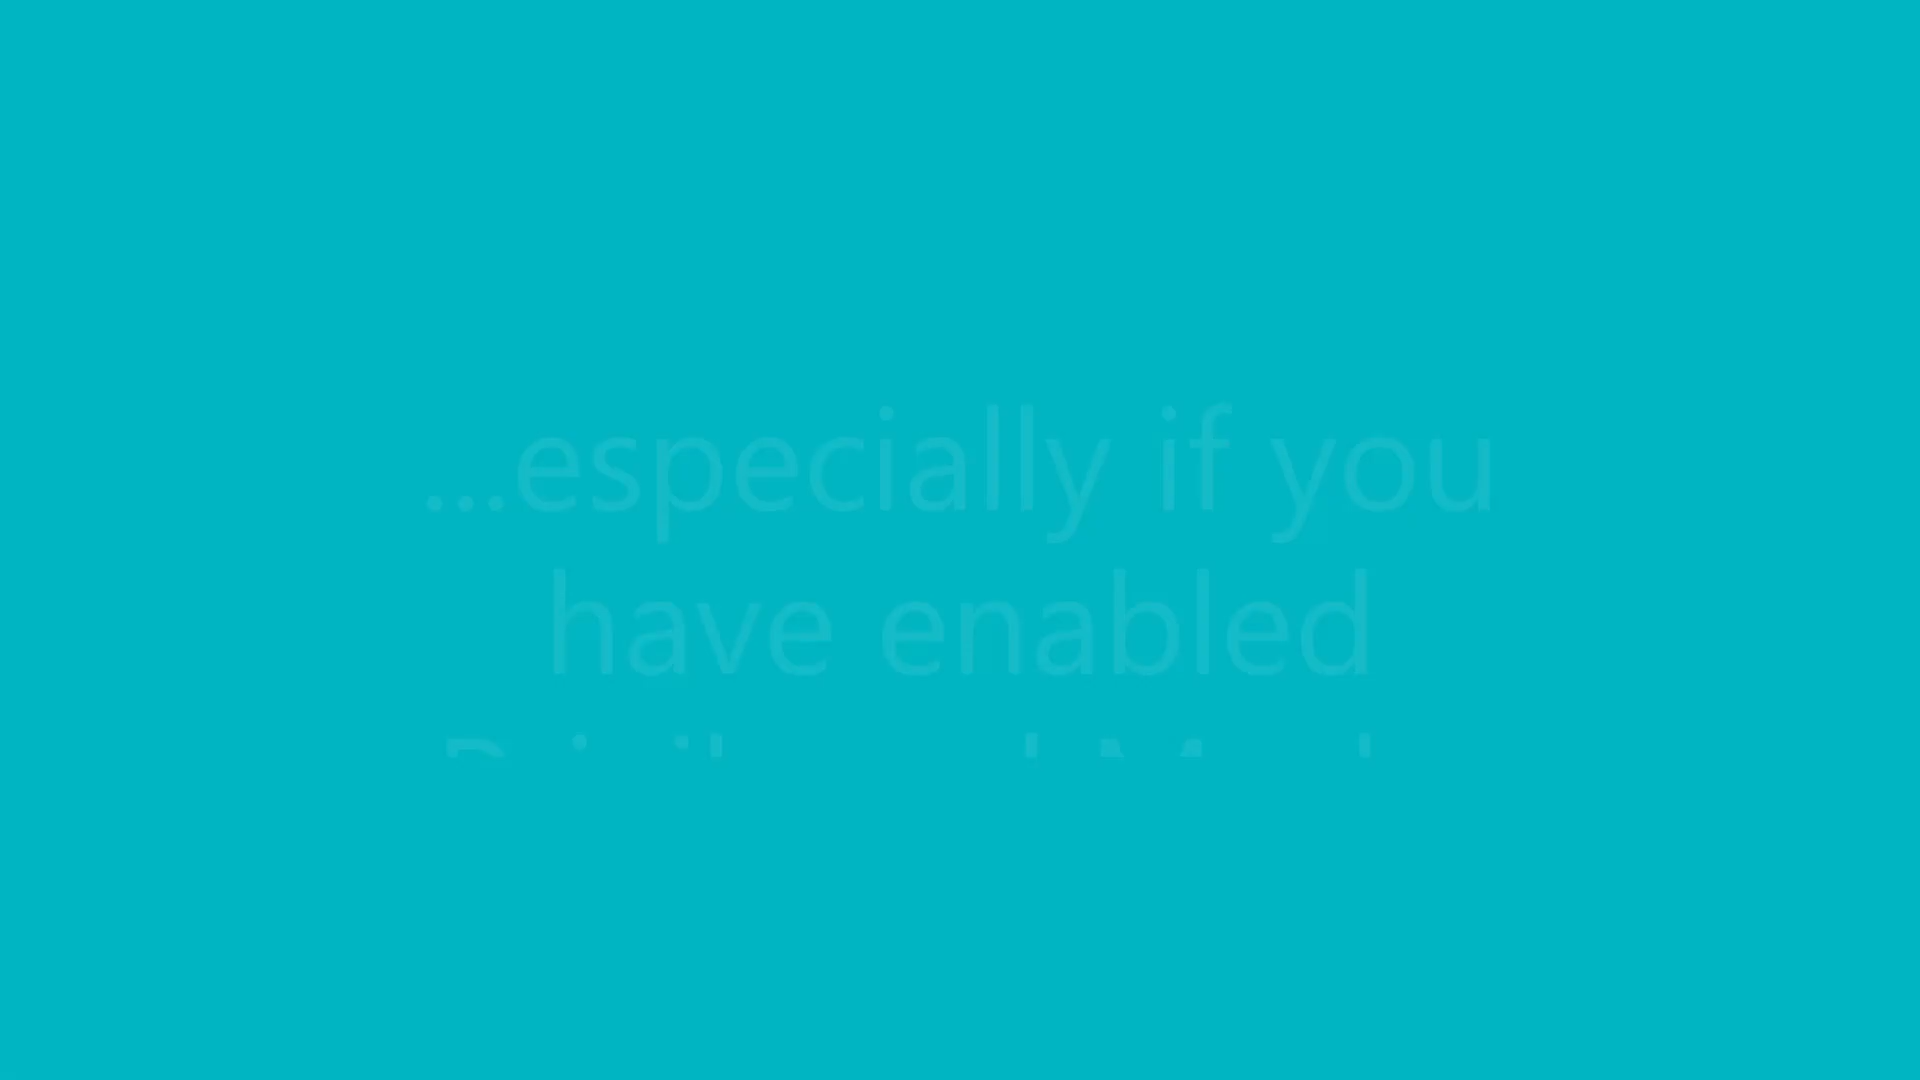 ...especially if you
have enabled